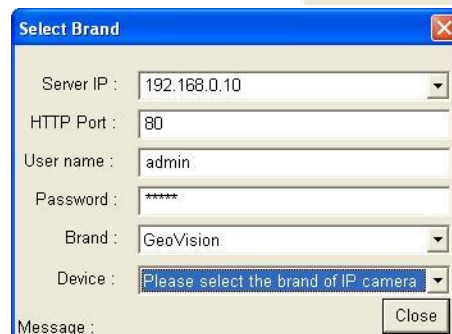 Select Brand
Server IP : 192.168.0.10
HTTP Port : 80
User name : admin
Password : *****
Brand : GeoVision
Device : Please select the brand of IP camera
Message : Close